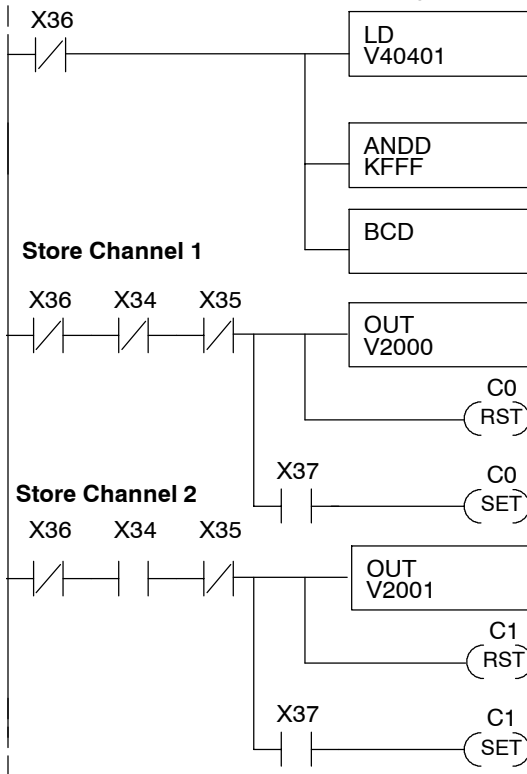 X36
LD
V40401
ANDD
KFFF
BCD
Store Channel 1
X36 X34 X35
OUT
V2000
C0
RST
X37 C0
SET
Store Channel 2
X36 X34 X35
OUT
V2001
C1
RST
X37 C1
SET